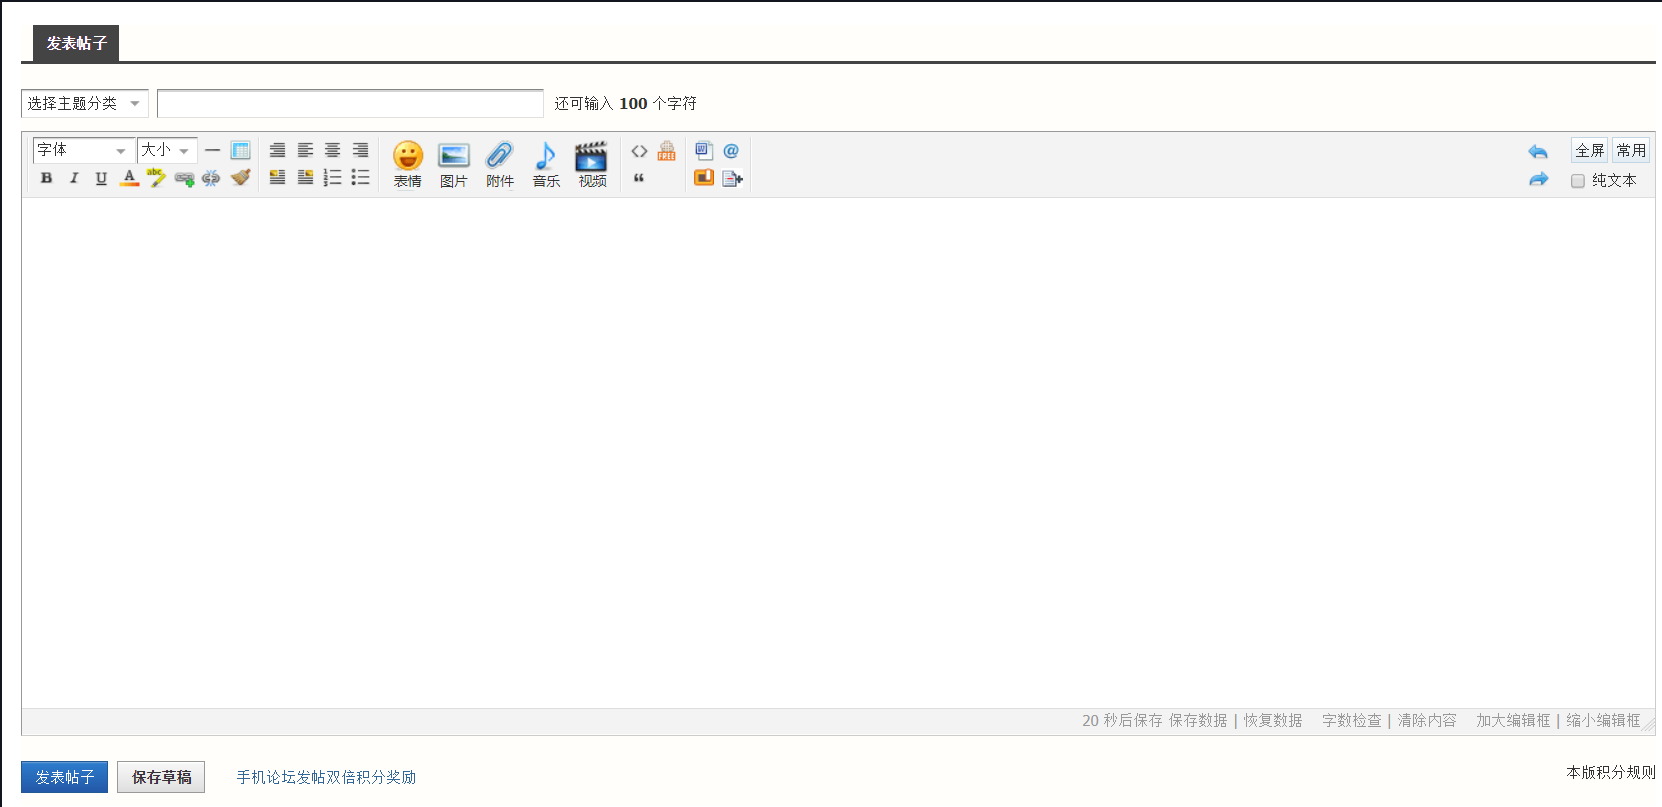 发表帖子
选择主题分类 还可输入 100 个字符
字体 大小 全屏 常用
B I U A abc 表情 图片 附件 音乐 视频 纯文本
20 秒后保存 保存数据 | 恢复数据 字数检查 | 清除内容 加大编辑框 | 缩小编辑框
发表帖子 保存草稿 手机论坛发帖双倍积分奖励 本版积分规则